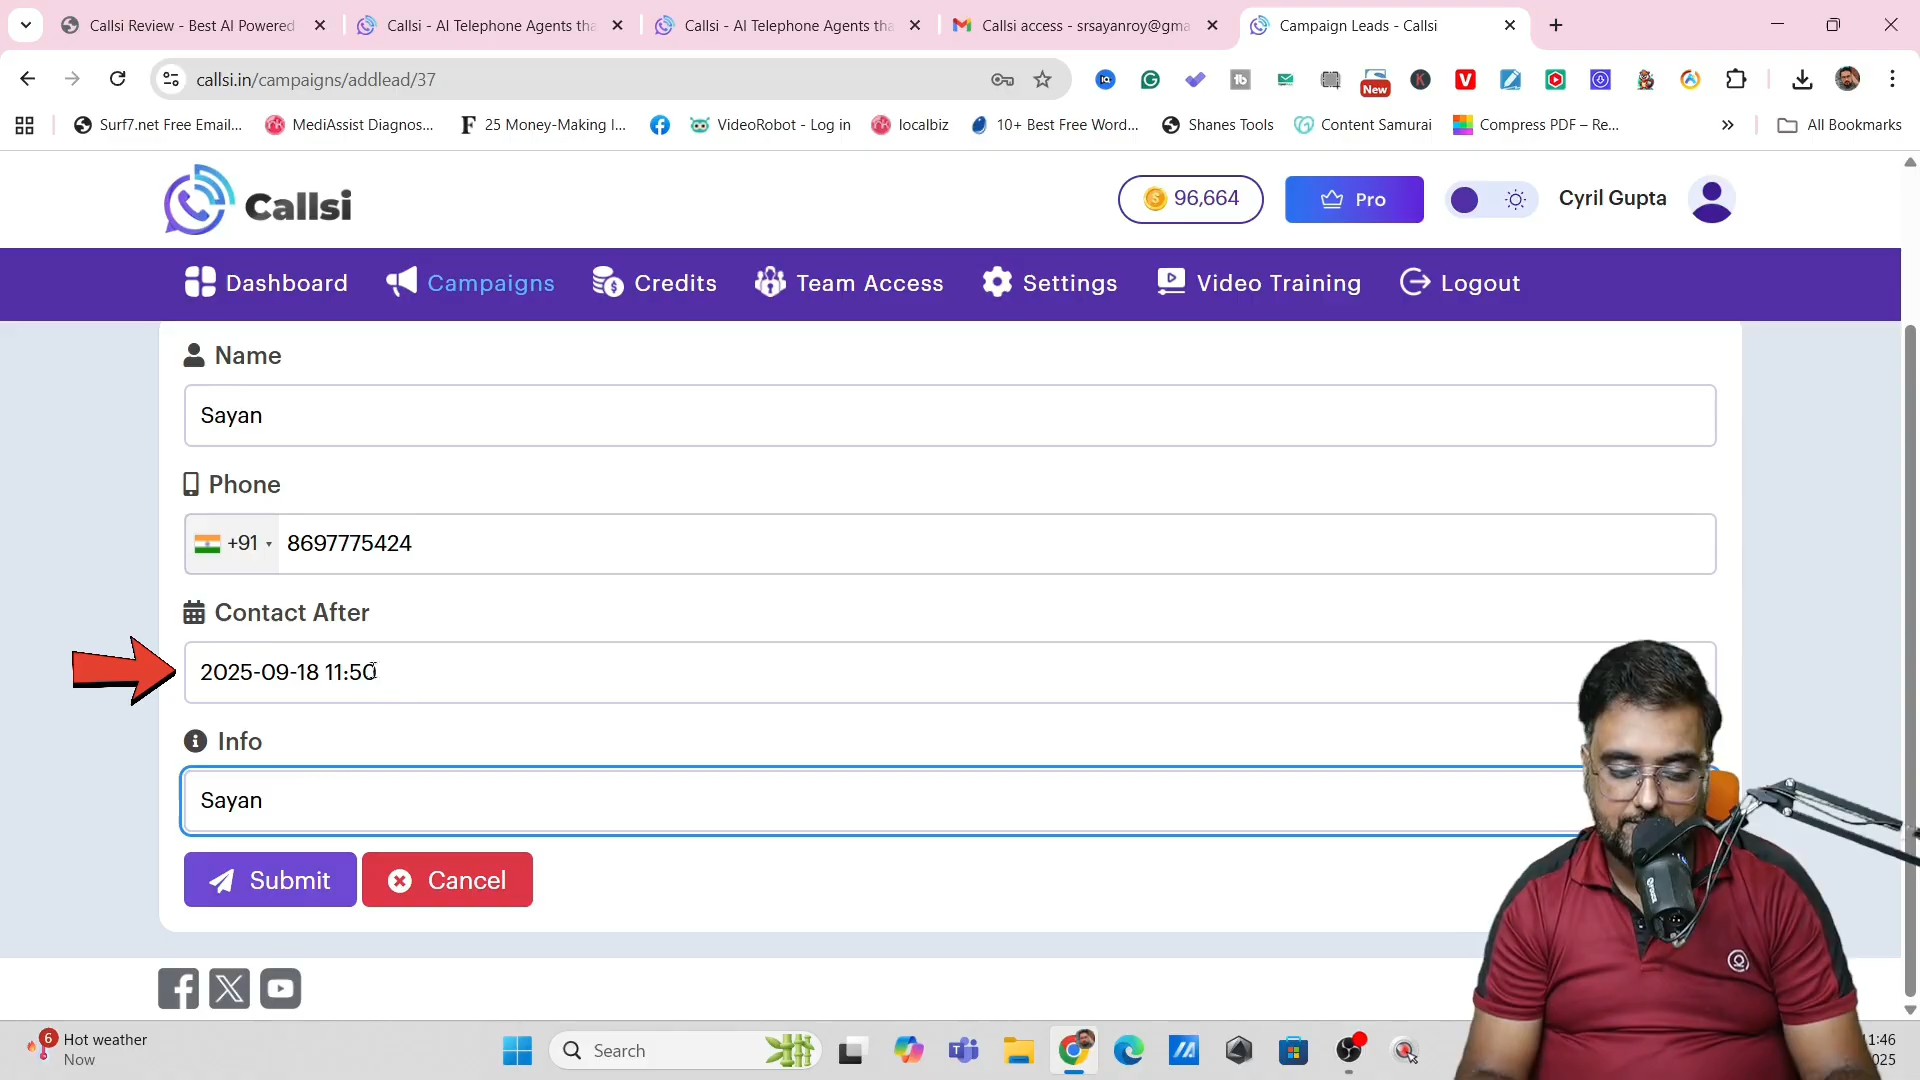 Callsi Review - Best AI Powered
Callsi - AI Telephone Agents tha
Callsi - AI Telephone Agents tha
Callsi access - srsayanroy@gma
Campaign Leads - Callsi
callsi.in/campaigns/addlead/37
New
Surf7.net Free Email...
MediAssist Diagnos...
25 Money-Making I...
VideoRobot - Log in
localbiz
10+ Best Free Word...
Shanes Tools
Content Samurai
Compress PDF – Re...
All Bookmarks
Callsi
96,664
Pro
Cyril Gupta
Dashboard
Campaigns
Credits
Team Access
Settings
Video Training
Logout
Name
Sayan
Phone
+91
8697775424
Contact After
2025-09-18 11:50
Info
Sayan
Submit
Cancel
6
Hot weather
Now
Search